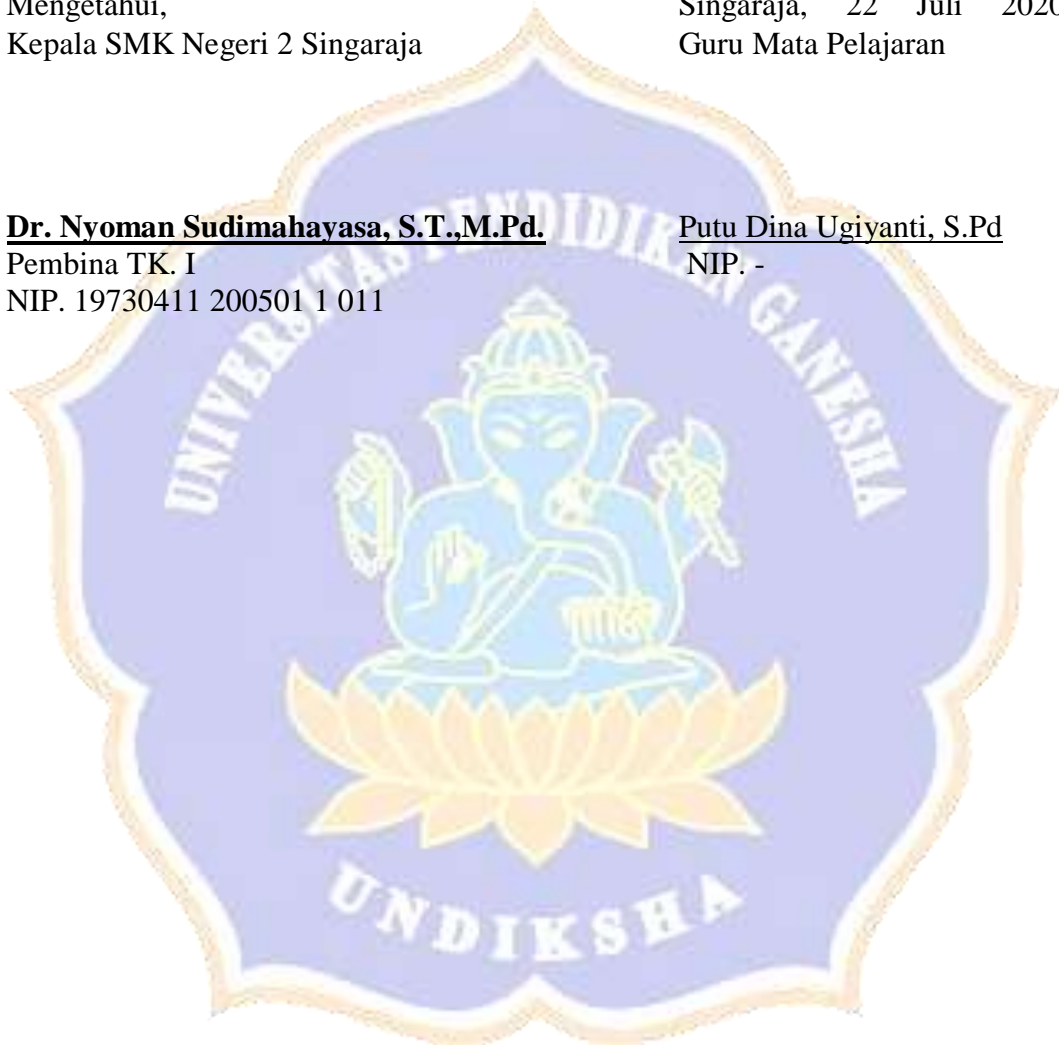 Mengetahui,
Kepala SMK Negeri 2 Singaraja
Dr. Nyoman Sudimahayasa, S.T.,M.Pd.
Pembina TK. I
NIP. 19730411 200501 1 011
Singaraja, 22 Juli 2020
Guru Mata Pelajaran
Putu Dina Ugiyanti, S.Pd
NIP. -
UNIVERSITAS PENDIDIKAN GANESHA
UNDIKSHA